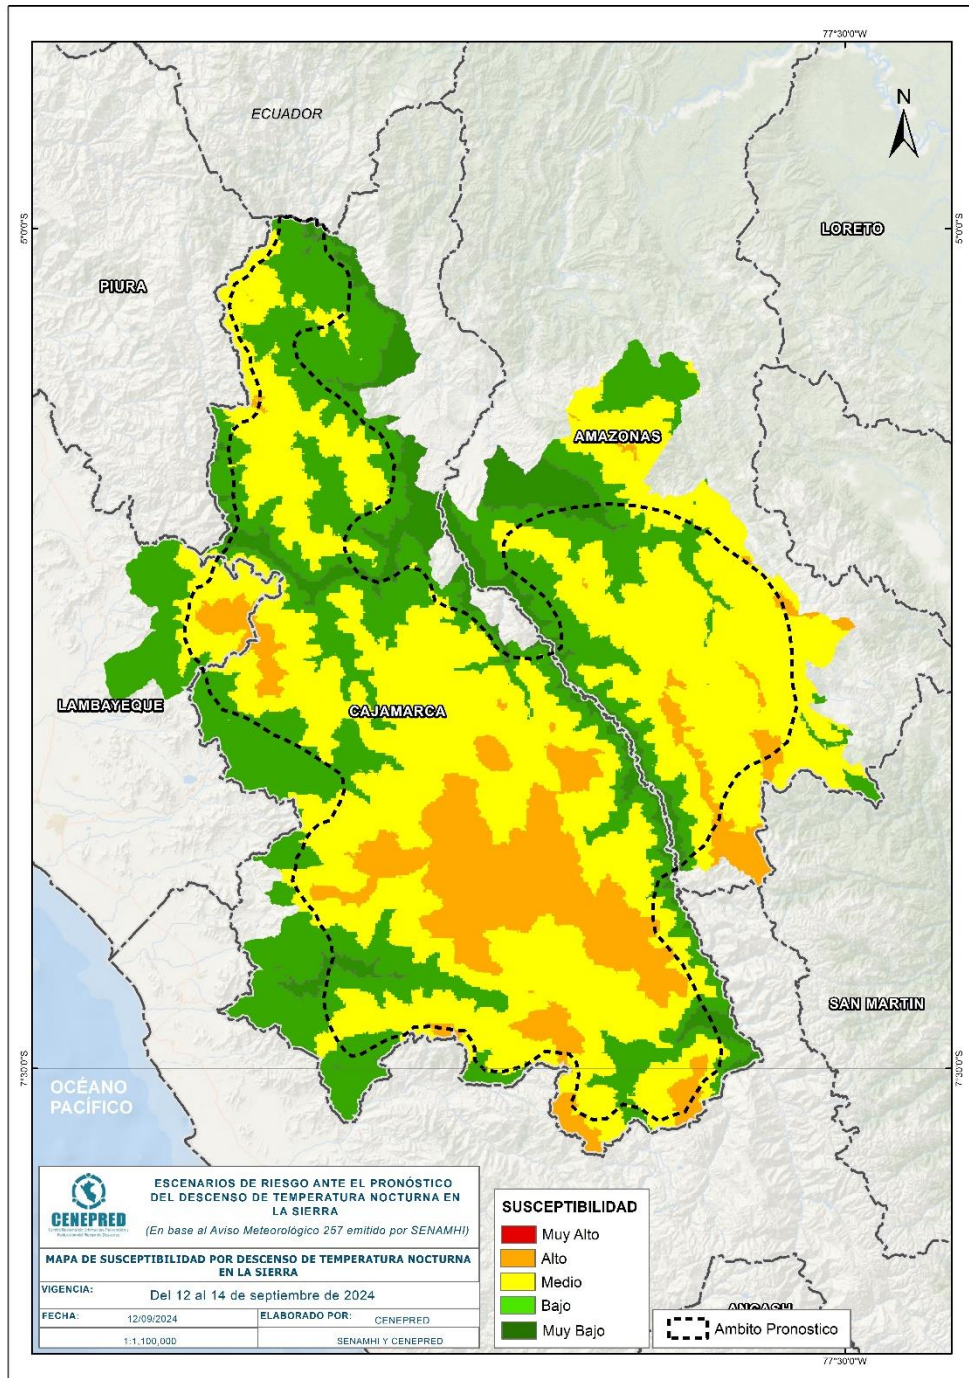 77°30'0"W
ECUADOR
N
5°0'0"S
LORETO
5°0'0"S
PIURA
AMAZONAS
LAMBAYEQUE
CAJAMARCA
SAN MARTIN
7°30'0"S
7°30'0"S
OCÉANO
PACÍFICO
CENEPRED
ESCENARIOS DE RIESGO ANTE EL PRONÓSTICO
DEL DESCENSO DE TEMPERATURA NOCTURNA EN
LA SIERRA
(En base al Aviso Meteorológico 257 emitido por SENAMHI)
MAPA DE SUSCEPTIBILIDAD POR DESCENSO DE TEMPERATURA NOCTURNA
EN LA SIERRA
VIGENCIA:
Del 12 al 14 de septiembre de 2024
FECHA:
12/09/2024
ELABORADO POR:
CENEPRED
1:1,100,000
SENAMHI Y CENEPRED
SUSCEPTIBILIDAD
Muy Alto
Alto
Medio
Bajo
Muy Bajo
ANCASH
Ambito Pronostico
77°30'0"W